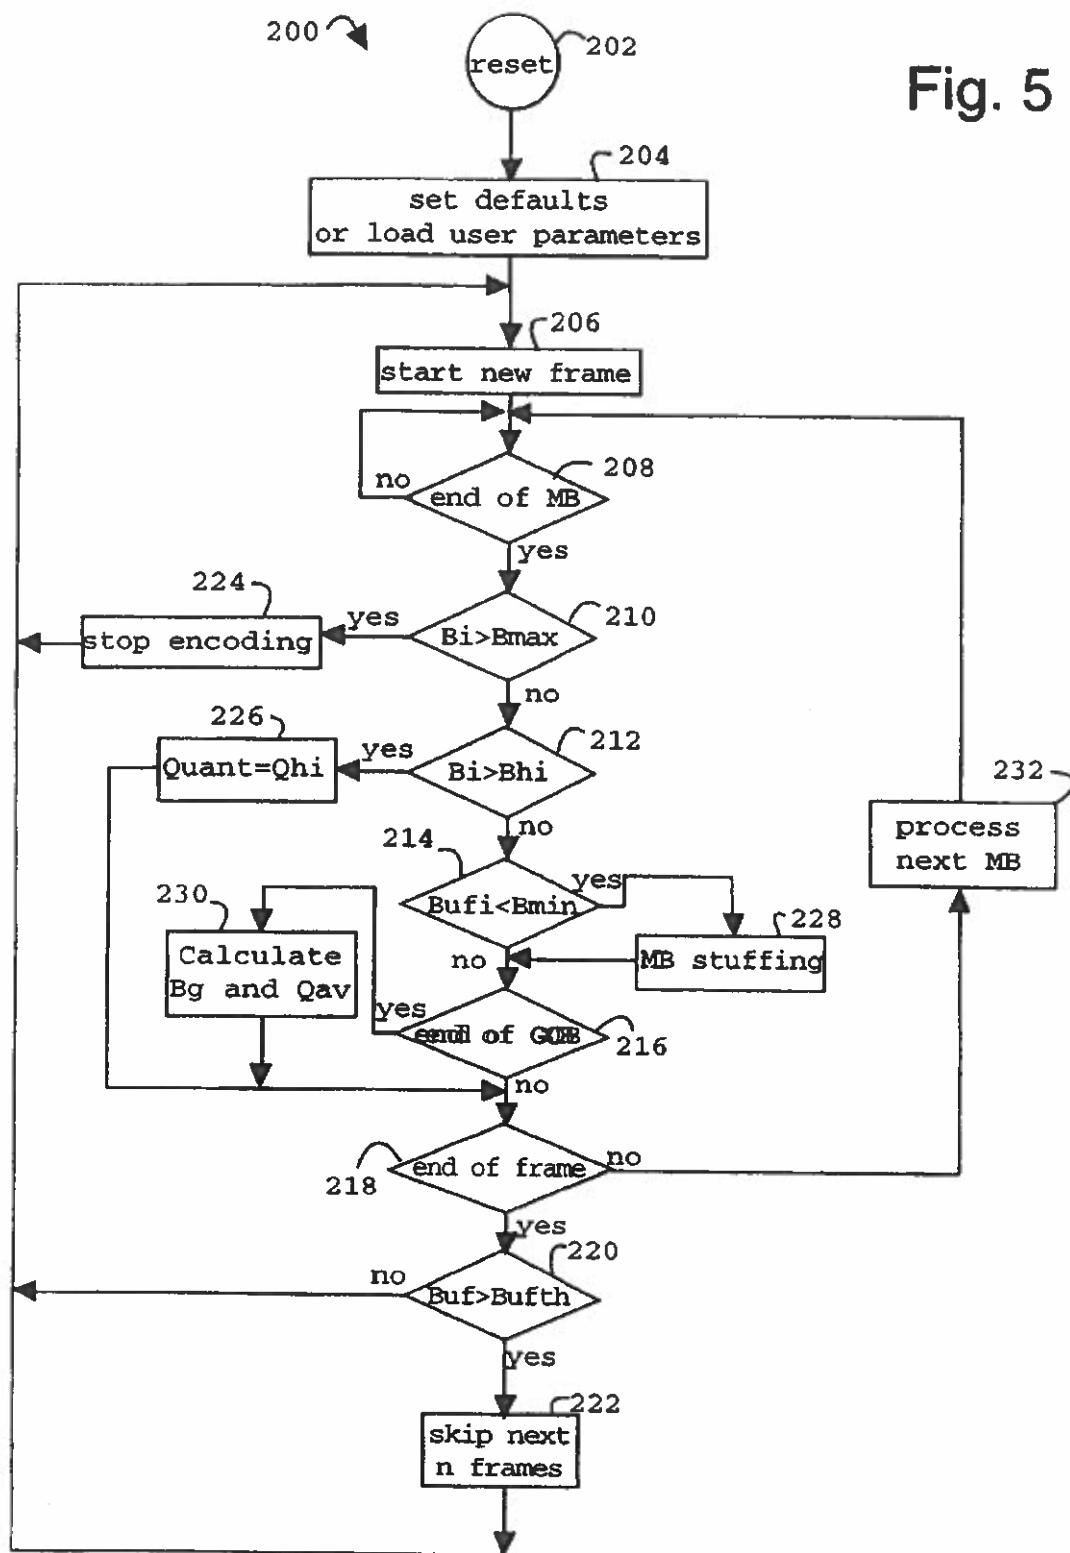 200
202
reset
Fig. 5
204
set defaults
or load user parameters
206
start new frame
208
no
end of MB
yes
224
yes
210
stop encoding
Bi>Bmax
no
226
yes
212
Quant=Qhi
Bi>Bhi
232
no
214
process
next MB
yes
230
Bufi<Bmin
228
Calculate
Bg and Qav
no
MB stuffing
yes
end of GOB
216
no
end of frame
no
218
yes
220
no
Buf>Bufth
yes
222
skip next
n frames